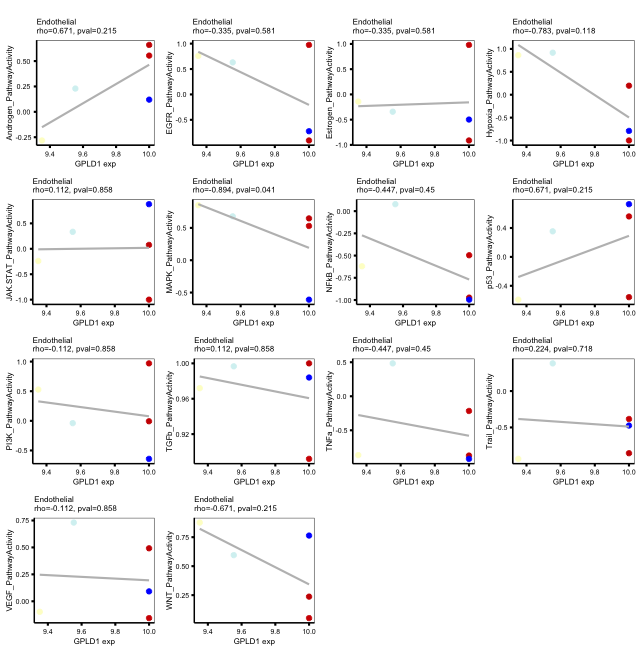 Endothelial
rho=0.671, pval=0.215
Androgen_PathwayActivity
0.50
0.25
0.00
-0.25
9.4 9.6 9.8 10.0
GPLD1 exp
Endothelial
rho=-0.335, pval=0.581
EGFR_PathwayActivity
1.0
0.5
0.0
-0.5
9.4 9.6 9.8 10.0
GPLD1 exp
Endothelial
rho=-0.335, pval=0.581
Estrogen_PathwayActivity
1.0
0.5
0.0
-0.5
-1.0
9.4 9.6 9.8 10.0
GPLD1 exp
Endothelial
rho=-0.783, pval=0.118
Hypoxia_PathwayActivity
1.0
0.5
0.0
-0.5
-1.0
9.4 9.6 9.8 10.0
GPLD1 exp
Endothelial
rho=0.112, pval=0.858
JAK.STAT_PathwayActivity
0.5
0.0
-0.5
-1.0
9.4 9.6 9.8 10.0
GPLD1 exp
Endothelial
rho=-0.894, pval=0.041
MAPK_PathwayActivity
0.5
0.0
-0.5
9.4 9.6 9.8 10.0
GPLD1 exp
Endothelial
rho=-0.447, pval=0.45
NFkB_PathwayActivity
0.00
-0.25
-0.50
-0.75
-1.00
9.4 9.6 9.8 10.0
GPLD1 exp
Endothelial
rho=0.671, pval=0.215
p53_PathwayActivity
0.4
0.0
-0.4
9.4 9.6 9.8 10.0
GPLD1 exp
Endothelial
rho=-0.112, pval=0.858
PI3K_PathwayActivity
1.0
0.5
0.0
-0.5
9.4 9.6 9.8 10.0
GPLD1 exp
Endothelial
rho=0.112, pval=0.858
TGFb_PathwayActivity
1.00
0.96
0.92
9.4 9.6 9.8 10.0
GPLD1 exp
Endothelial
rho=-0.447, pval=0.45
TNFa_PathwayActivity
0.5
0.0
-0.5
9.4 9.6 9.8 10.0
GPLD1 exp
Endothelial
rho=0.224, pval=0.718
Trail_PathwayActivity
0.0
-0.5
9.4 9.6 9.8 10.0
GPLD1 exp
Endothelial
rho=-0.112, pval=0.858
VEGF_PathwayActivity
0.75
0.50
0.25
0.00
9.4 9.6 9.8 10.0
GPLD1 exp
Endothelial
rho=-0.671, pval=0.215
WNT_PathwayActivity
0.75
0.50
0.25
9.4 9.6 9.8 10.0
GPLD1 exp